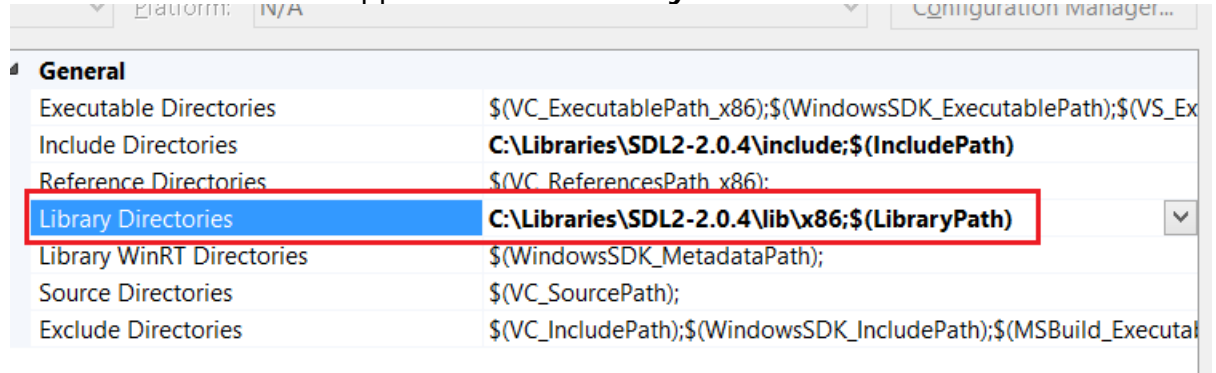 Platform: N/A Configuration Manager...
General
Executable Directories $(VC_ExecutablePath_x86);$(WindowsSDK_ExecutablePath);$(VS_Ex
Include Directories C:\Libraries\SDL2-2.0.4\include;$(IncludePath)
Reference Directories $(VC_ReferencesPath_x86);
Library Directories C:\Libraries\SDL2-2.0.4\lib\x86;$(LibraryPath)
Library WinRT Directories $(WindowsSDK_MetadataPath);
Source Directories $(VC_SourcePath);
Exclude Directories $(VC_IncludePath);$(WindowsSDK_IncludePath);$(MSBuild_Executal